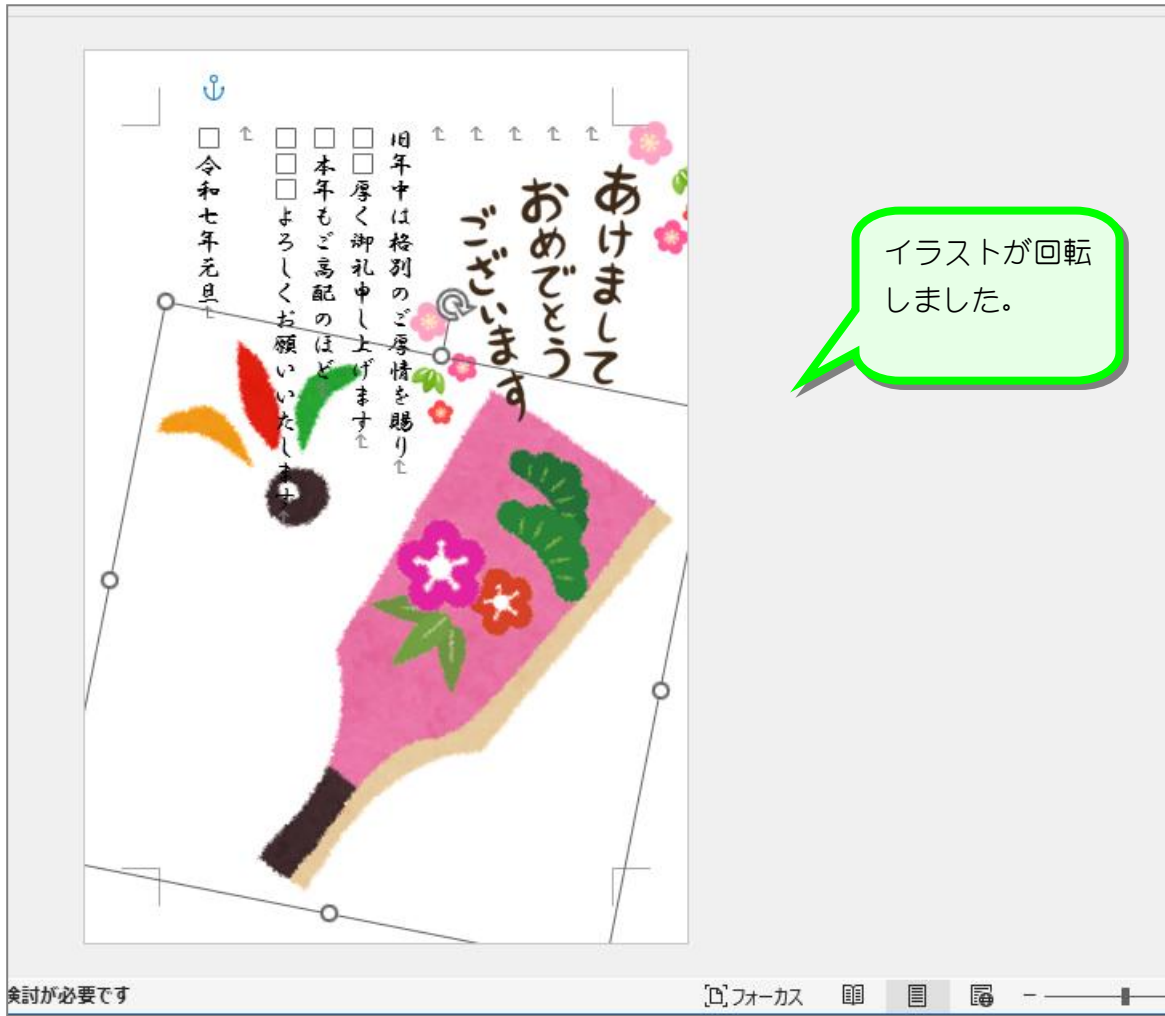 あけまして
おめでとう
ございます
旧年中は格別のご厚情を賜り
□□厚く御礼申し上げます
□本年もご高配のほど
□□□よろしくお願いいたします
□令和七年元旦
イラストが回転
しました。
検討が必要です
フォーカス